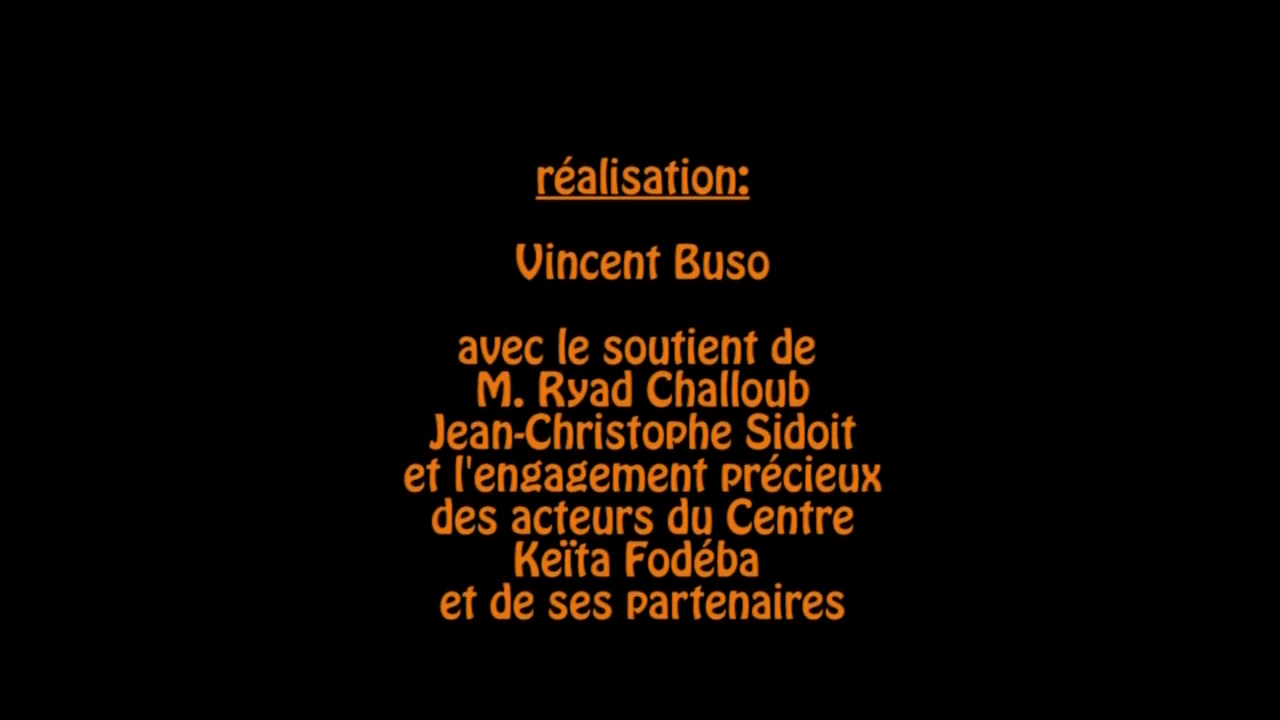 réalisation:
Vincent Buso
avec le soutient de
M. Ryad Challoub
Jean-Christophe Sidoit
et l'engagement précieux
des acteurs du Centre
Keïta Fodéba
et de ses partenaires